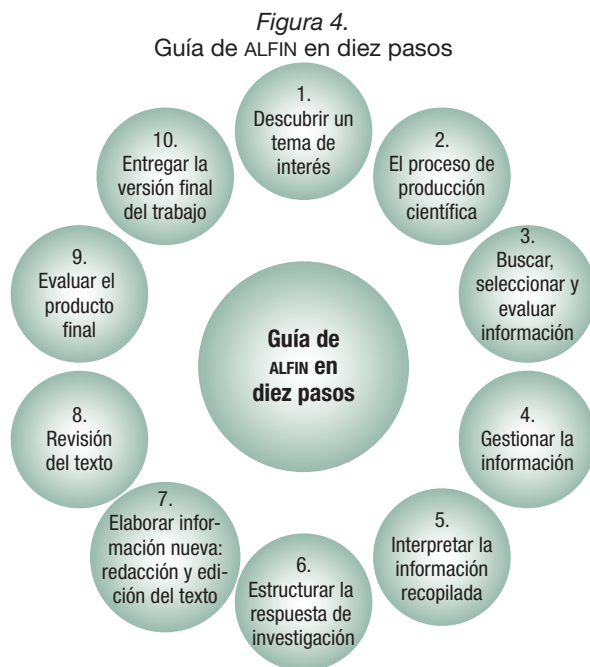 Figura 4.
Guía de ALFIN en diez pasos
1.
Descubrir un
tema de
interés
2.
El proceso de
producción
científica
3.
Buscar,
seleccionar y
evaluar
información
4.
Gestionar la
información
5.
Interpretar la
información
recopilada
6.
Estructurar la
respuesta de
investigación
7.
Elaborar infor-
mación nueva:
redacción y edi-
ción del texto
8.
Revisión
del texto
9.
Evaluar el
producto
final
10.
Entregar la
versión final
del trabajo
Guía de
ALFIN en
diez pasos